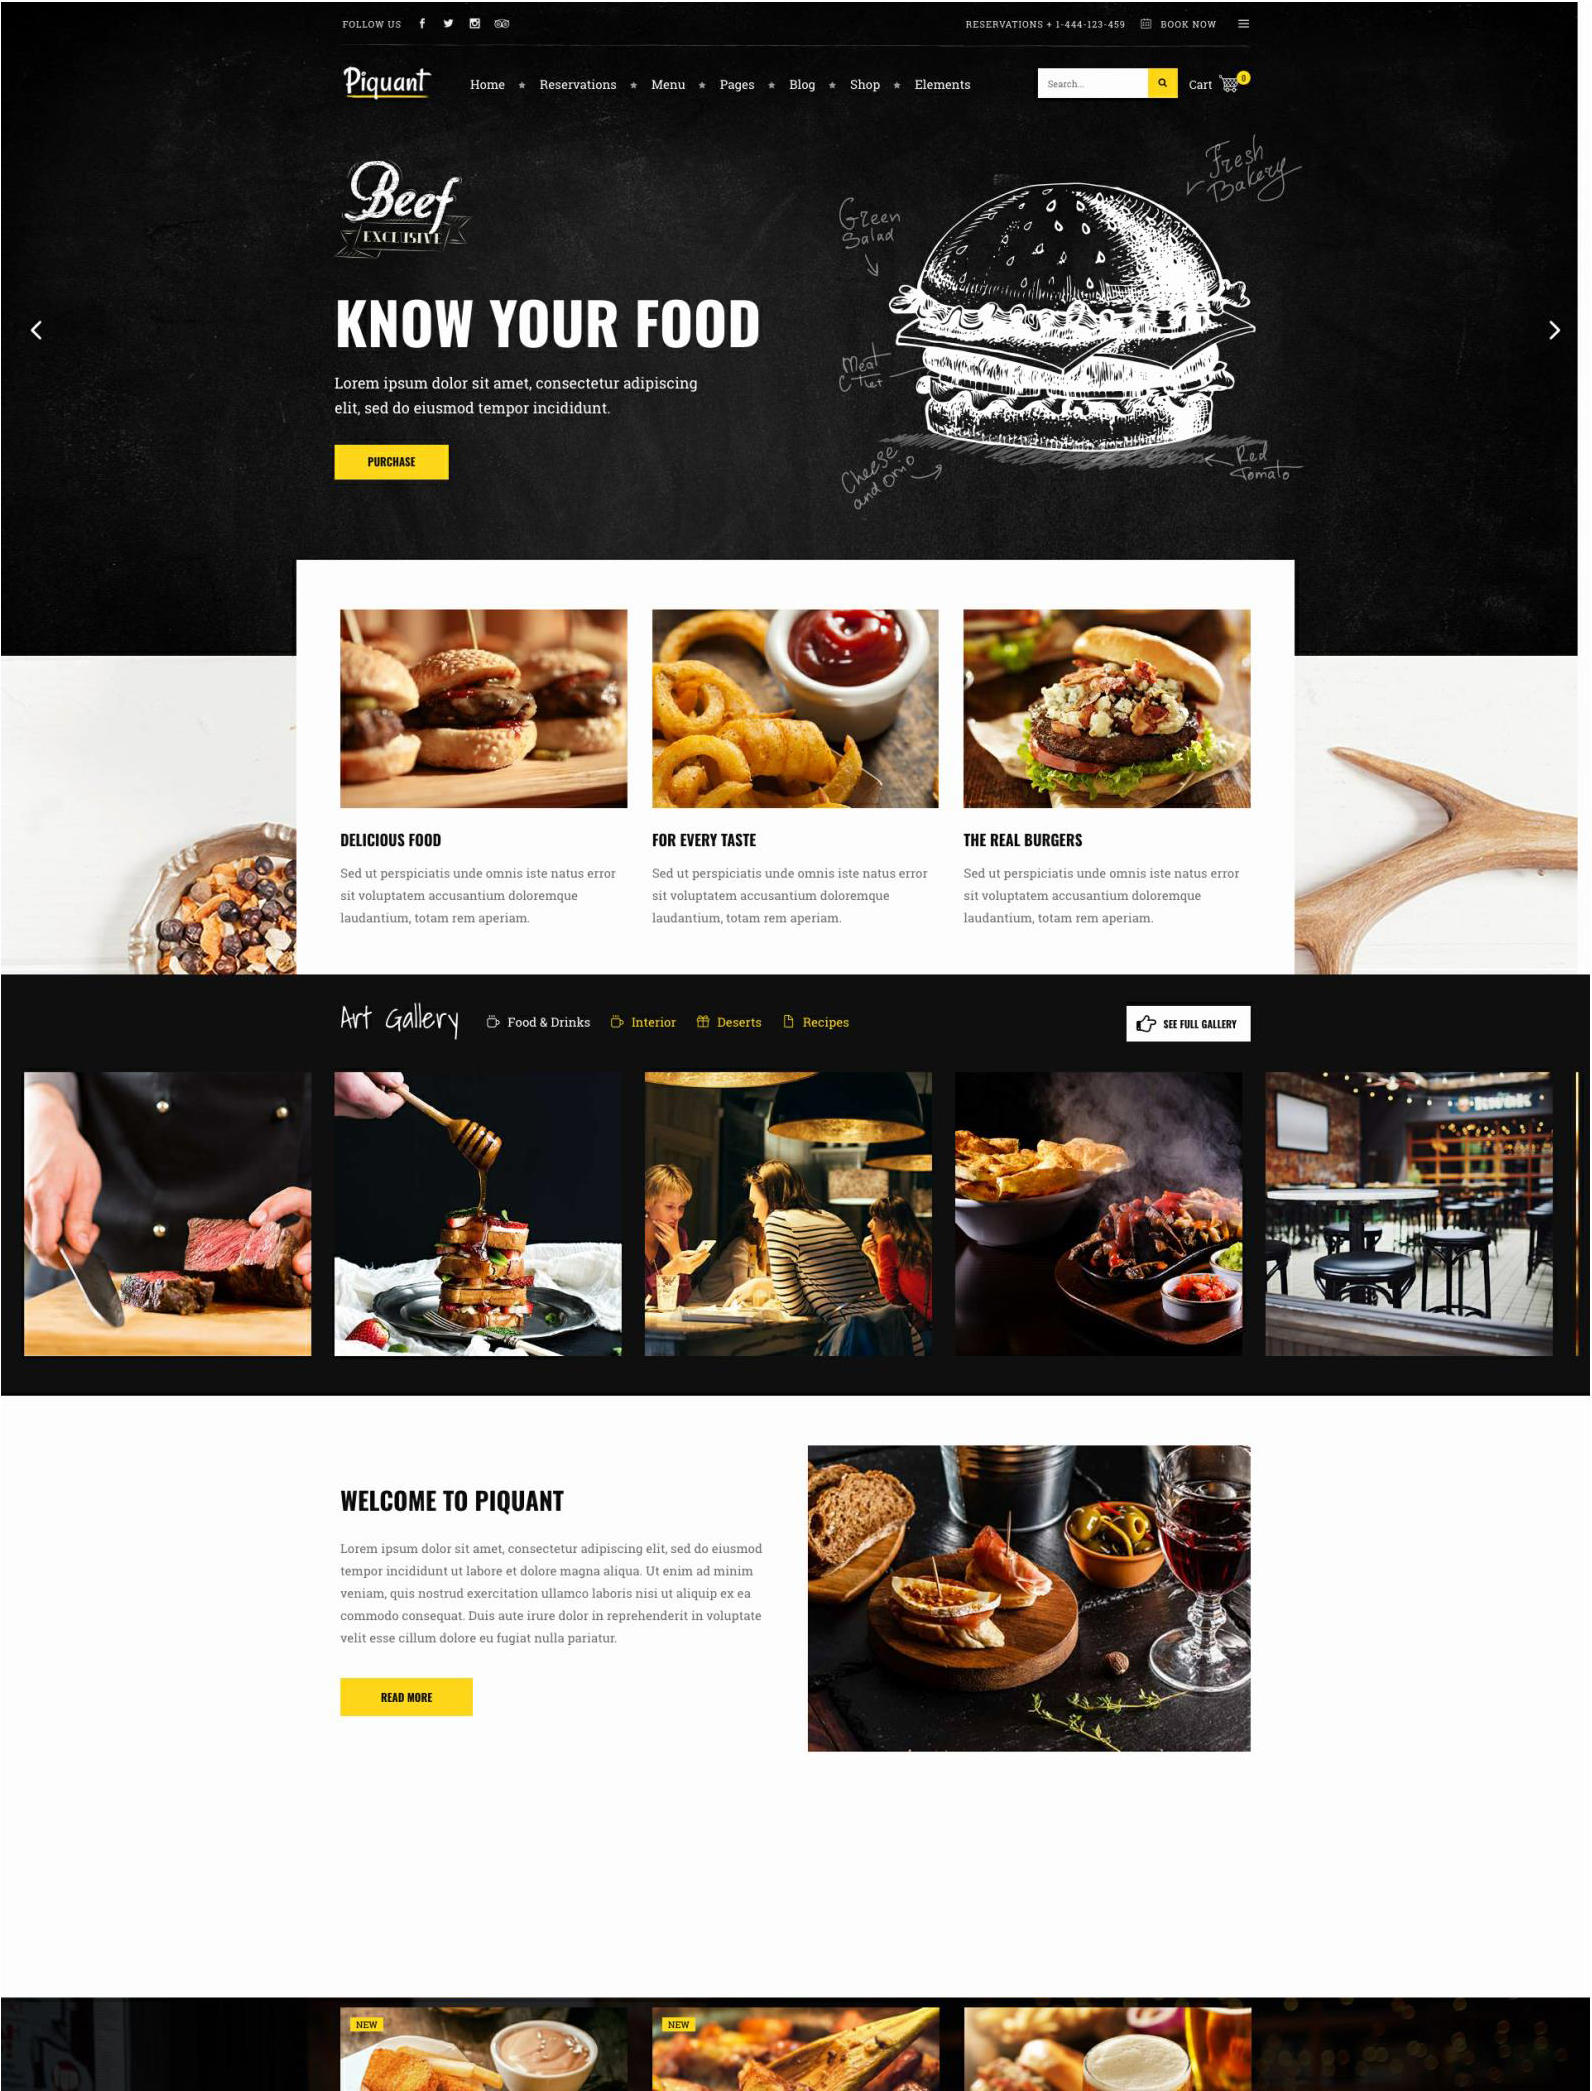 FOLLOW US
RESERVATIONS + 1-444-123-459 BOOK NOW
Piquant
Home Reservations Menu Pages Blog Shop Elements
Search...
Cart 0
Beef
EXCLUSIVE
KNOW YOUR FOOD
Lorem ipsum dolor sit amet, consectetur adipiscing
elit, sed do eiusmod tempor incididunt.
PURCHASE
Fresh
Bakery
Green
Salad
Meat
Cheese
and
Red
Tomato
DELICIOUS FOOD
Sed ut perspiciatis unde omnis iste natus error
sit voluptatem accusantium doloremque
laudantium, totam rem aperiam.
FOR EVERY TASTE
Sed ut perspiciatis unde omnis iste natus error
sit voluptatem accusantium doloremque
laudantium, totam rem aperiam.
THE REAL BURGERS
Sed ut perspiciatis unde omnis iste natus error
sit voluptatem accusantium doloremque
laudantium, totam rem aperiam.
Art Gallery
Food & Drinks Interior Deserts Recipes
SEE FULL GALLERY
WELCOME TO PIQUANT
Lorem ipsum dolor sit amet, consectetur adipiscing elit, sed do eiusmod
tempor incididunt ut labore et dolore magna aliqua. Ut enim ad minim
veniam, quis nostrud exercitation ullamco laboris nisi ut aliquip ex ea
commodo consequat. Duis aute irure dolor in reprehenderit in voluptate
velit esse cillum dolore eu fugiat nulla pariatur.
READ MORE
NEW
NEW